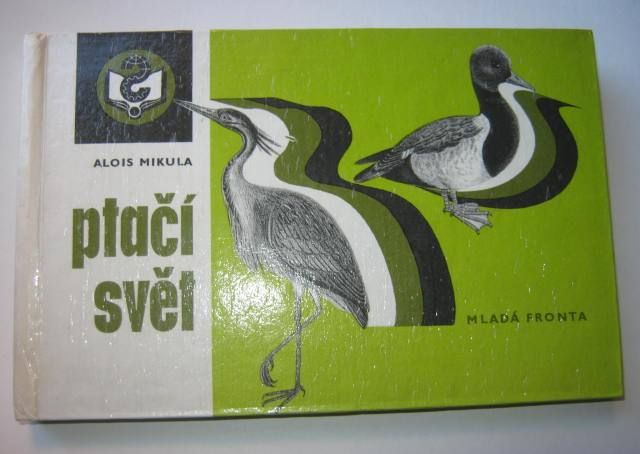 ALOIS MIKULA
ptačí
svět
MLADÁ FRONTA